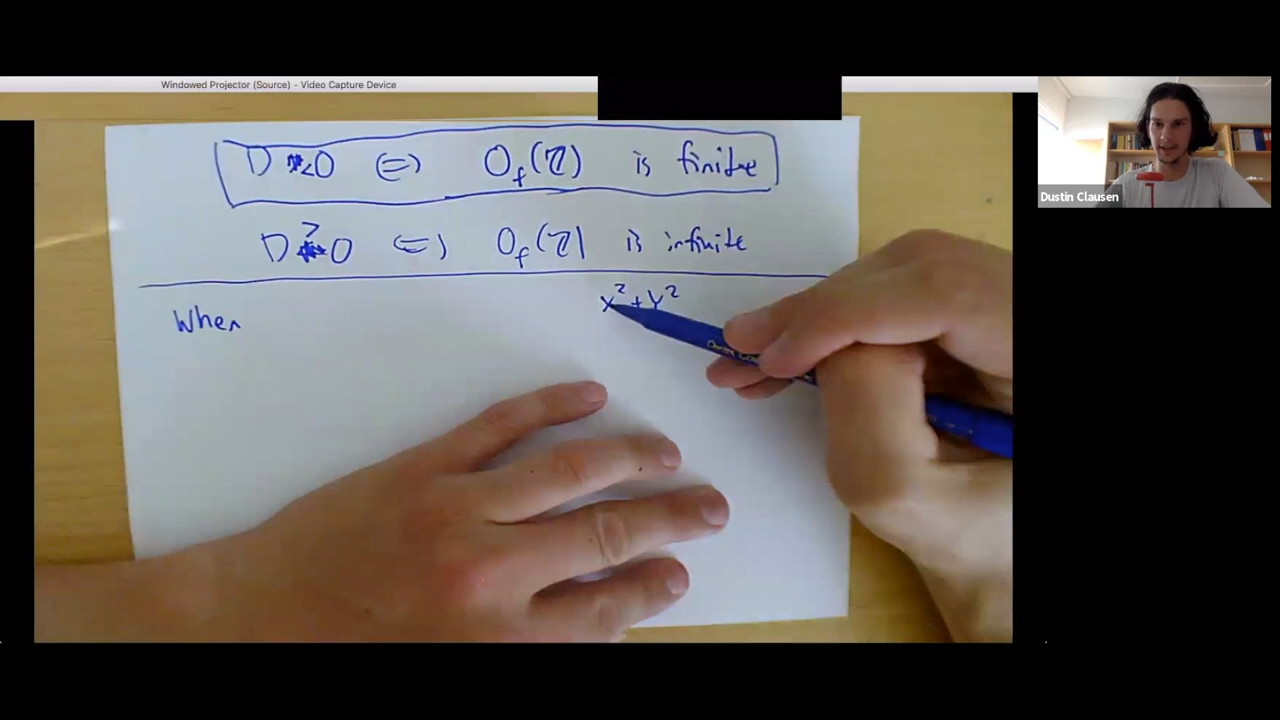 Windowed Projector (Source) - Video Capture Device
Dustin Clausen
D < 0 ⇔ O_f(ℤ) is finite
D > 0 ⇔ O_f(ℤ) is infinite
x² + y²
When